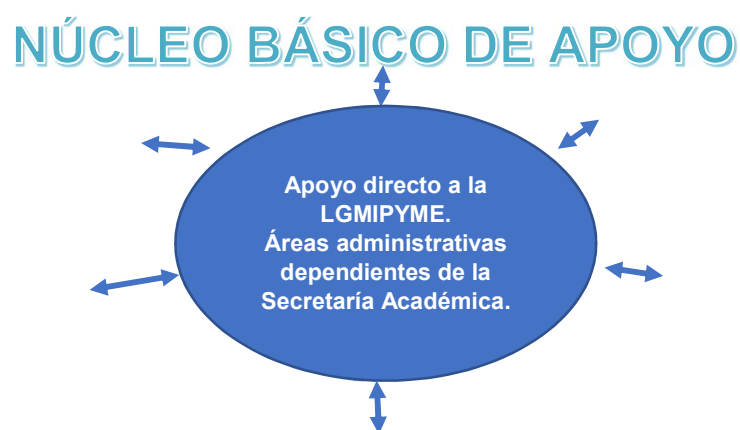 NÚCLEO BÁSICO DE APOYO
Apoyo directo a la
LGMIPYME.
Áreas administrativas
dependientes de la
Secretaría Académica.